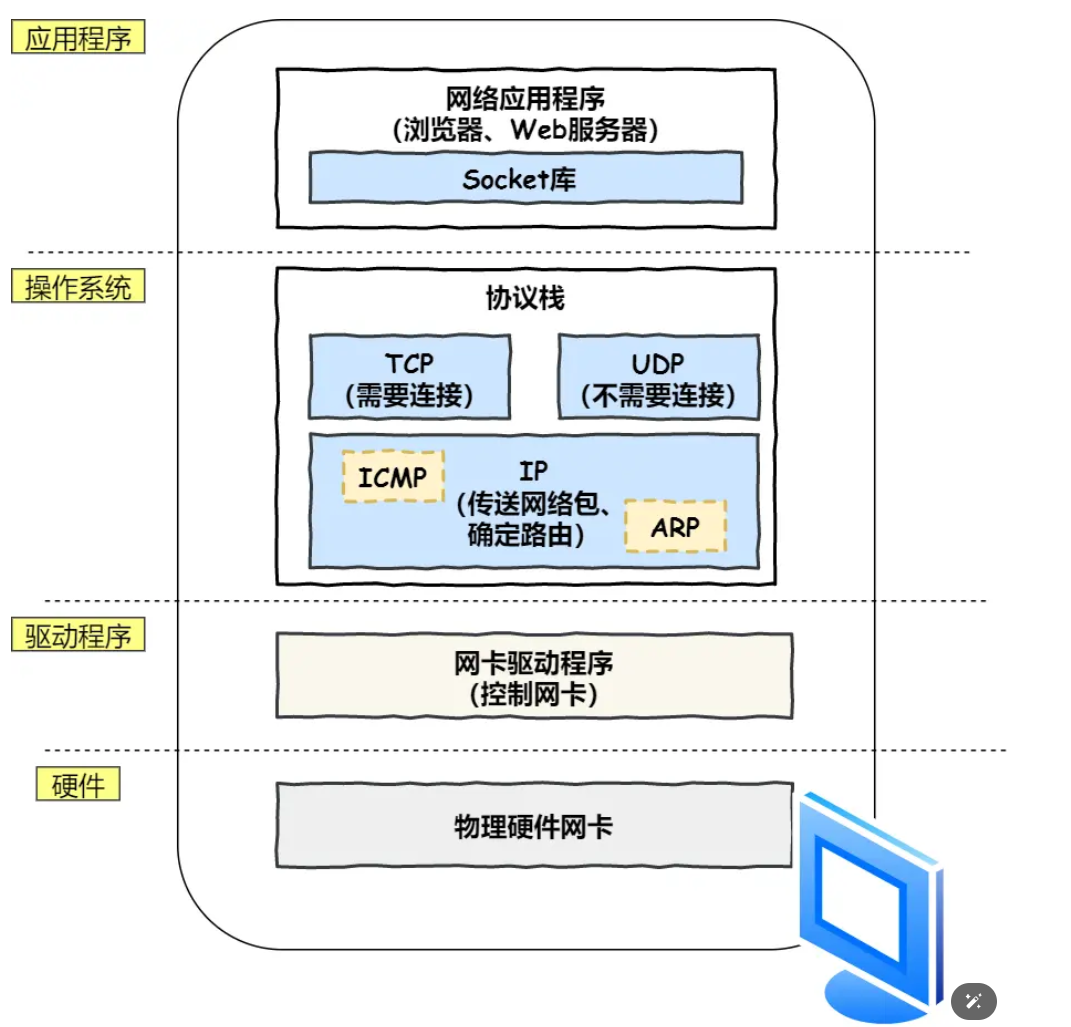 应用程序
网络应用程序
(浏览器、Web服务器)
Socket库
操作系统
协议栈
TCP
(需要连接)
UDP
(不需要连接)
ICMP
IP
(传送网络包、
确定路由)
ARP
驱动程序
网卡驱动程序
(控制网卡)
硬件
物理硬件网卡